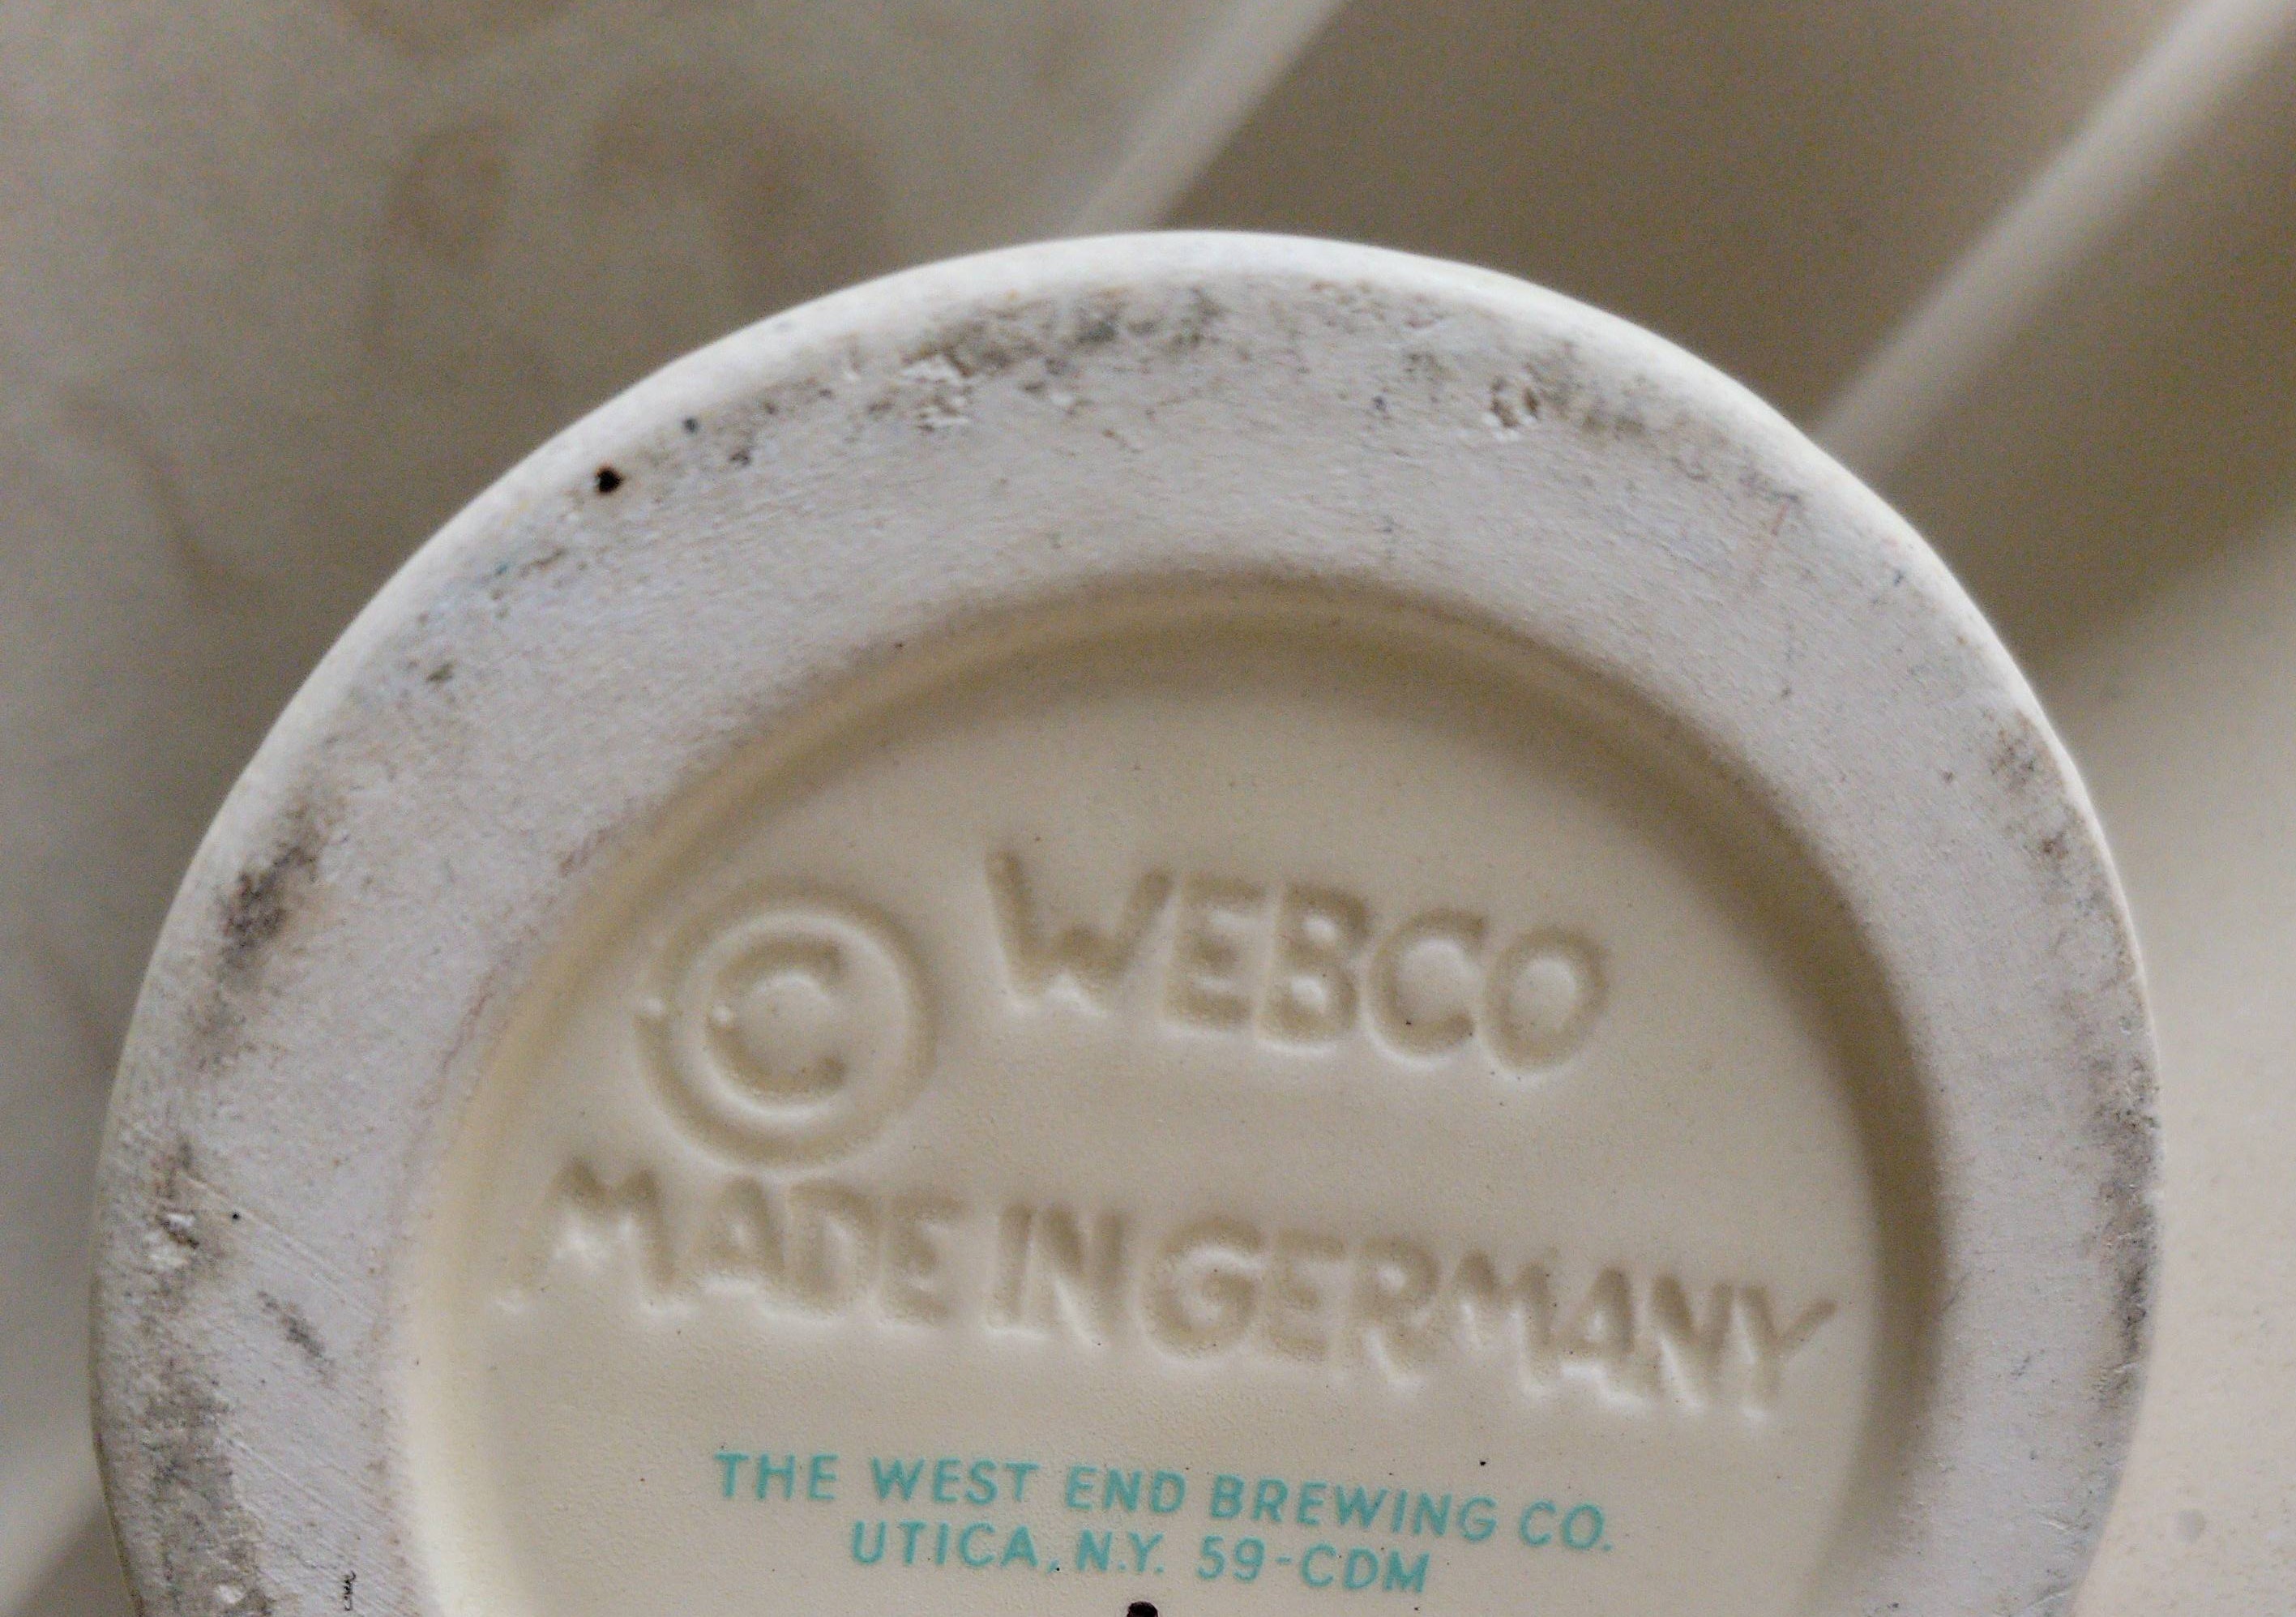 © WEBCO
MADE IN GERMANY
THE WEST END BREWING CO.
UTICA, N.Y. 59-CDM